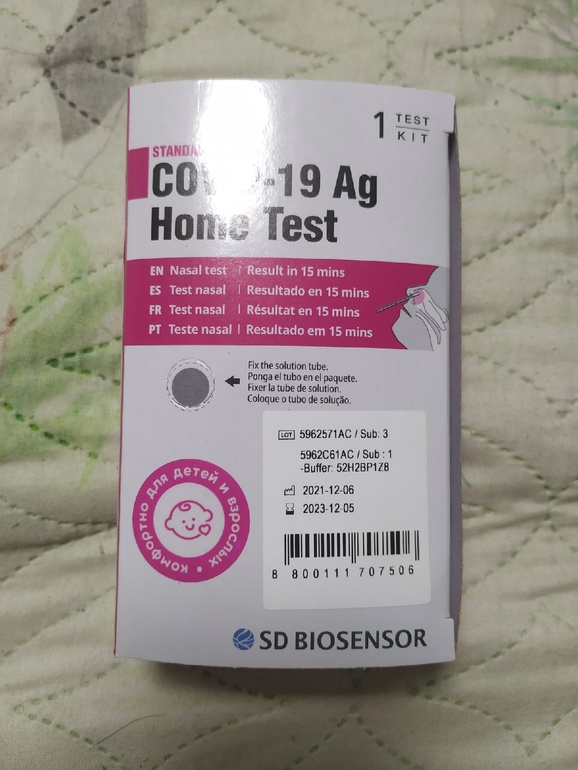 1 TEST
KIT
COVID-19 Ag
Home Test
EN Nasal test | Result in 15 mins
ES Test nasal | Resultado en 15 mins
FR Test nasal | Résultat en 15 mins
PT Teste nasal | Resultado em 15 mins
Fix the solution tube.
Ponga el tubo en el paquete.
Fixer la tube de solution.
Coloque o tubo de solução.
LOT 5962571AC / Sub: 3
5962C61AC / Sub : 1
-Buffer: 52H2BP1Z8
2021-12-06
2023-12-05
8 800111 707506
комфортно для детей и взрослых
SD BIOSENSOR